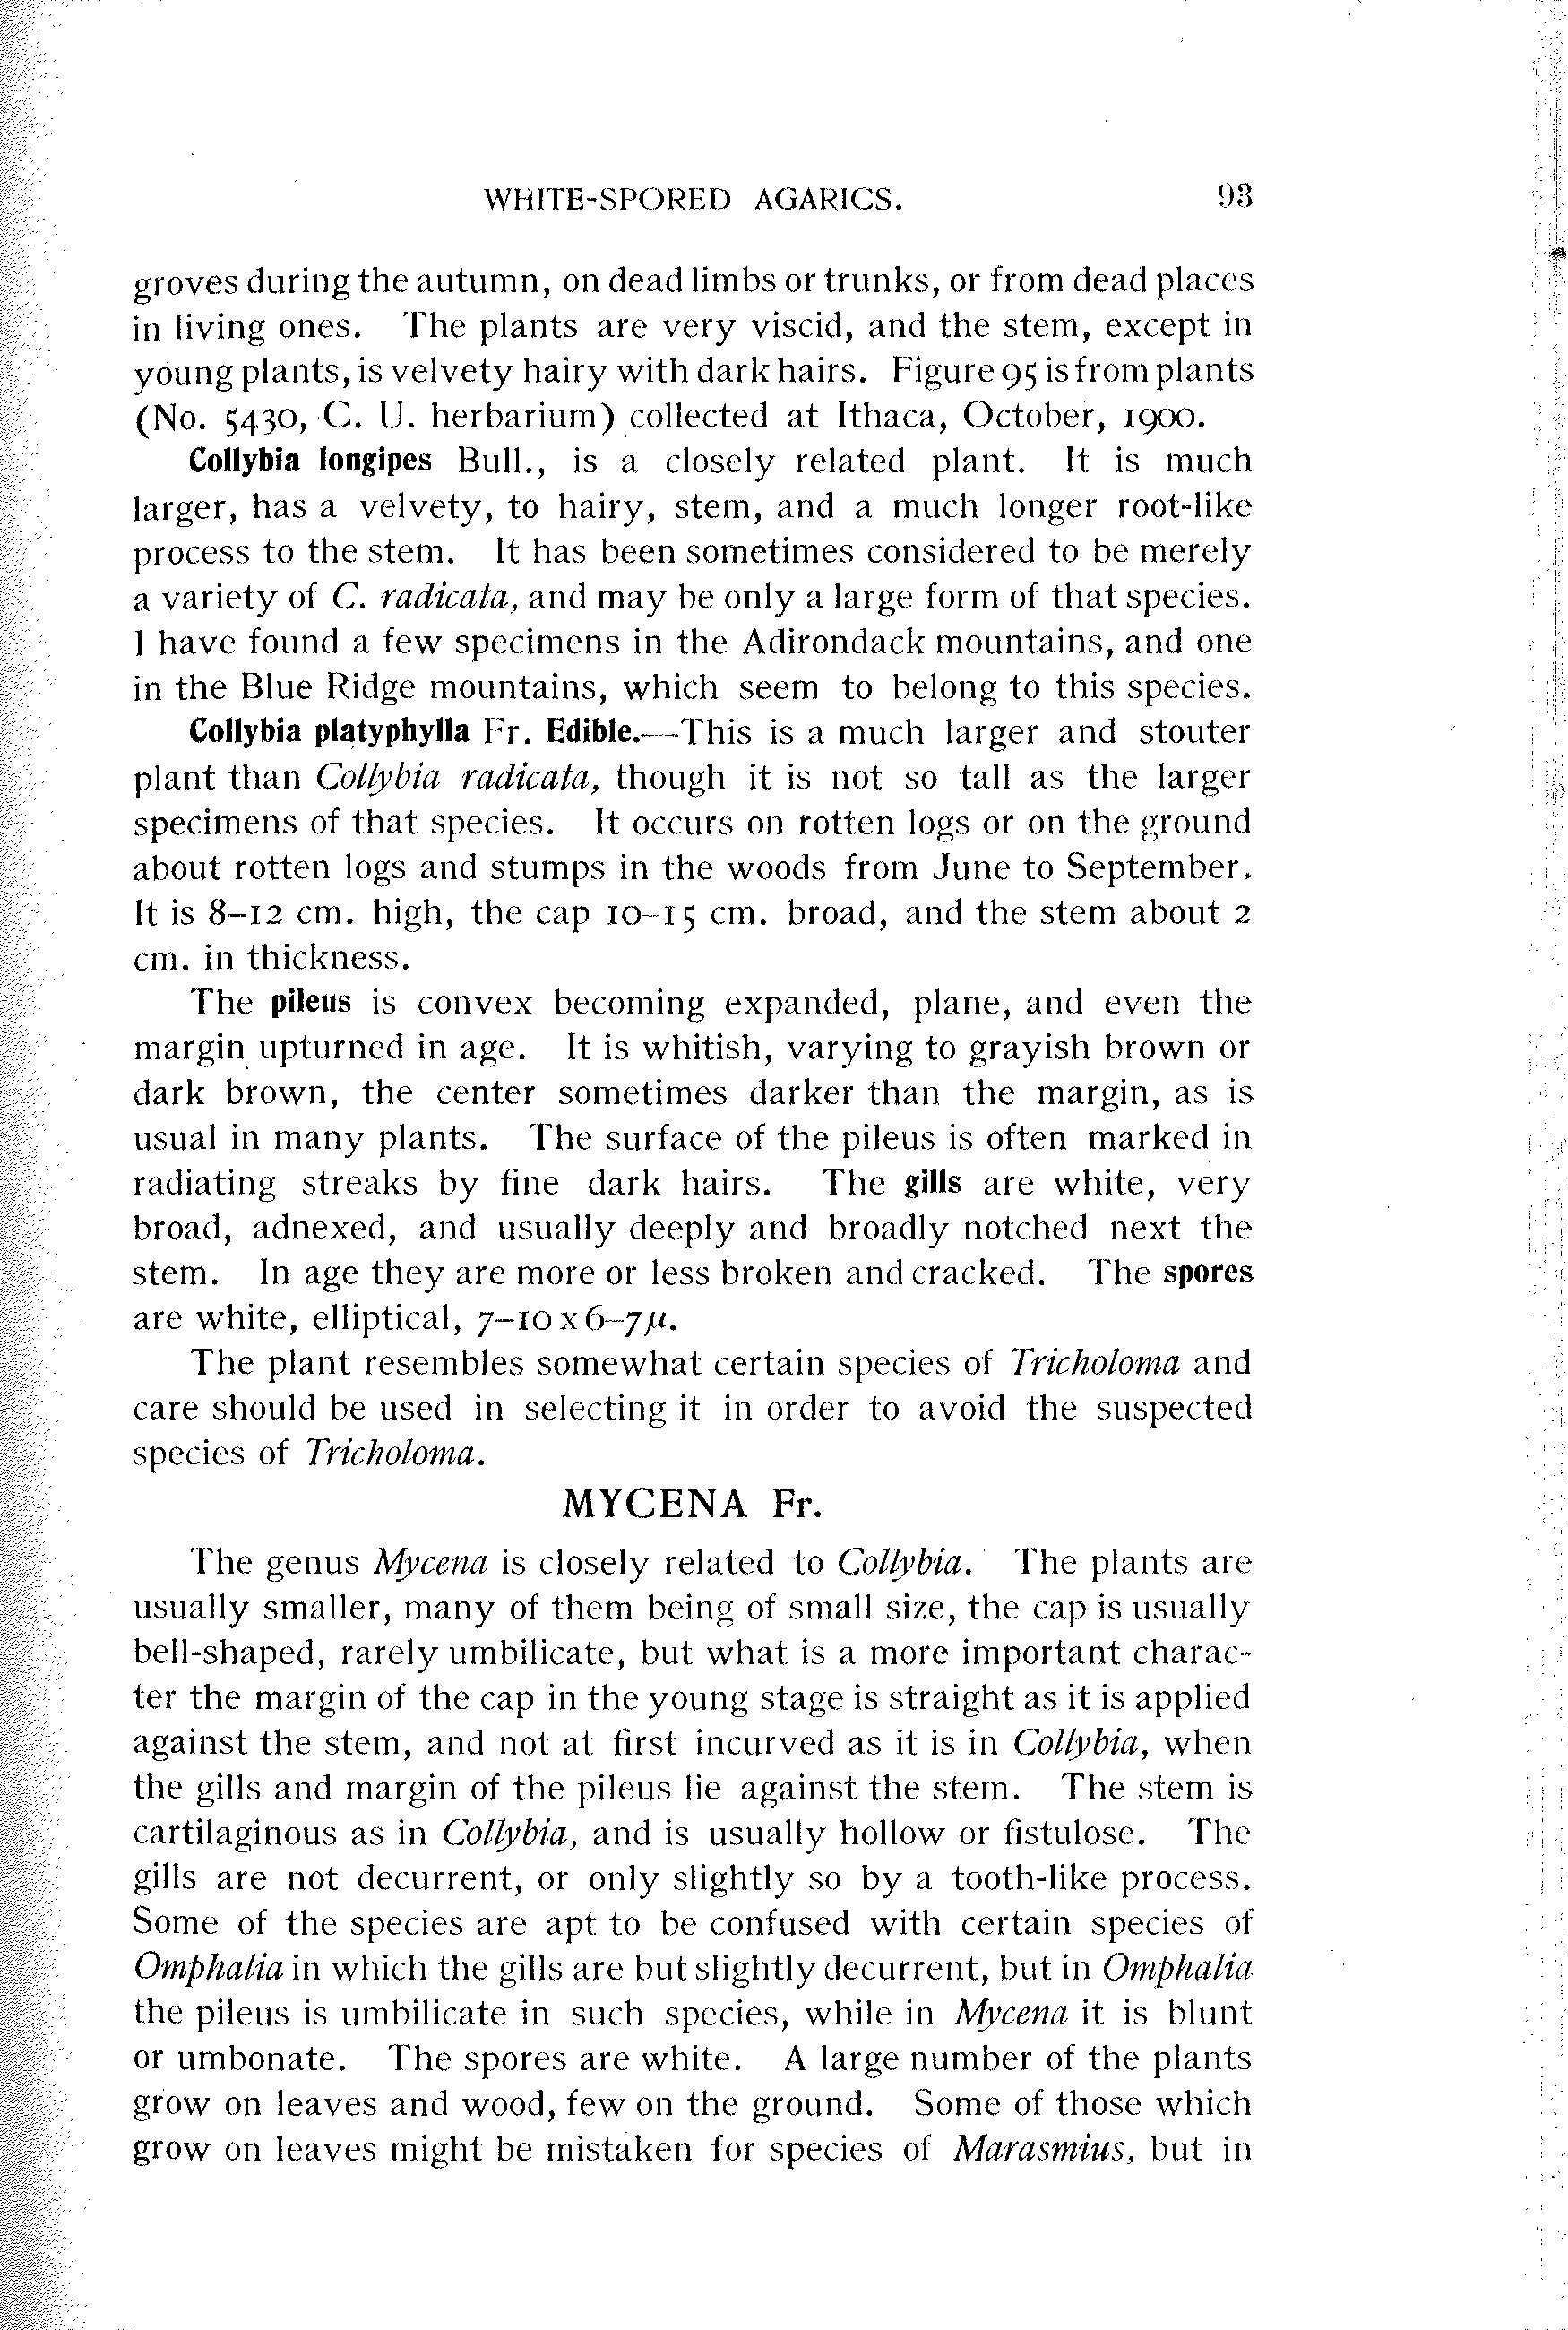 WHITE-SPORED AGARICS. 93
groves during the autumn, on dead limbs or trunks, or from dead places
in living ones. The plants are very viscid, and the stem, except in
young plants, is velvety hairy with dark hairs. Figure 95 is from plants
(No. 5430, C. U. herbarium) collected at Ithaca, October, 1900.
Collybia longipes Bull., is a closely related plant. It is much
larger, has a velvety, to hairy, stem, and a much longer root-like
process to the stem. It has been sometimes considered to be merely
a variety of C. radicata, and may be only a large form of that species.
I have found a few specimens in the Adirondack mountains, and one
in the Blue Ridge mountains, which seem to belong to this species.
Collybia platyphylla Fr. Edible.—This is a much larger and stouter
plant than Collybia radicata, though it is not so tall as the larger
specimens of that species. It occurs on rotten logs or on the ground
about rotten logs and stumps in the woods from June to September.
It is 8–12 cm. high, the cap 10–15 cm. broad, and the stem about 2
cm. in thickness.
The pileus is convex becoming expanded, plane, and even the
margin upturned in age. It is whitish, varying to grayish brown or
dark brown, the center sometimes darker than the margin, as is
usual in many plants. The surface of the pileus is often marked in
radiating streaks by fine dark hairs. The gills are white, very
broad, adnexed, and usually deeply and broadly notched next the
stem. In age they are more or less broken and cracked. The spores
are white, elliptical, 7–10 x 6–7 µ.
The plant resembles somewhat certain species of Tricholoma and
care should be used in selecting it in order to avoid the suspected
species of Tricholoma.
MYCENA Fr.
The genus Mycena is closely related to Collybia. The plants are
usually smaller, many of them being of small size, the cap is usually
bell-shaped, rarely umbilicate, but what is a more important charac-
ter the margin of the cap in the young stage is straight as it is applied
against the stem, and not at first incurved as it is in Collybia, when
the gills and margin of the pileus lie against the stem. The stem is
cartilaginous as in Collybia, and is usually hollow or fistulose. The
gills are not decurrent, or only slightly so by a tooth-like process.
Some of the species are apt to be confused with certain species of
Omphalia in which the gills are but slightly decurrent, but in Omphalia
the pileus is umbilicate in such species, while in Mycena it is blunt
or umbonate. The spores are white. A large number of the plants
grow on leaves and wood, few on the ground. Some of those which
grow on leaves might be mistaken for species of Marasmius, but in